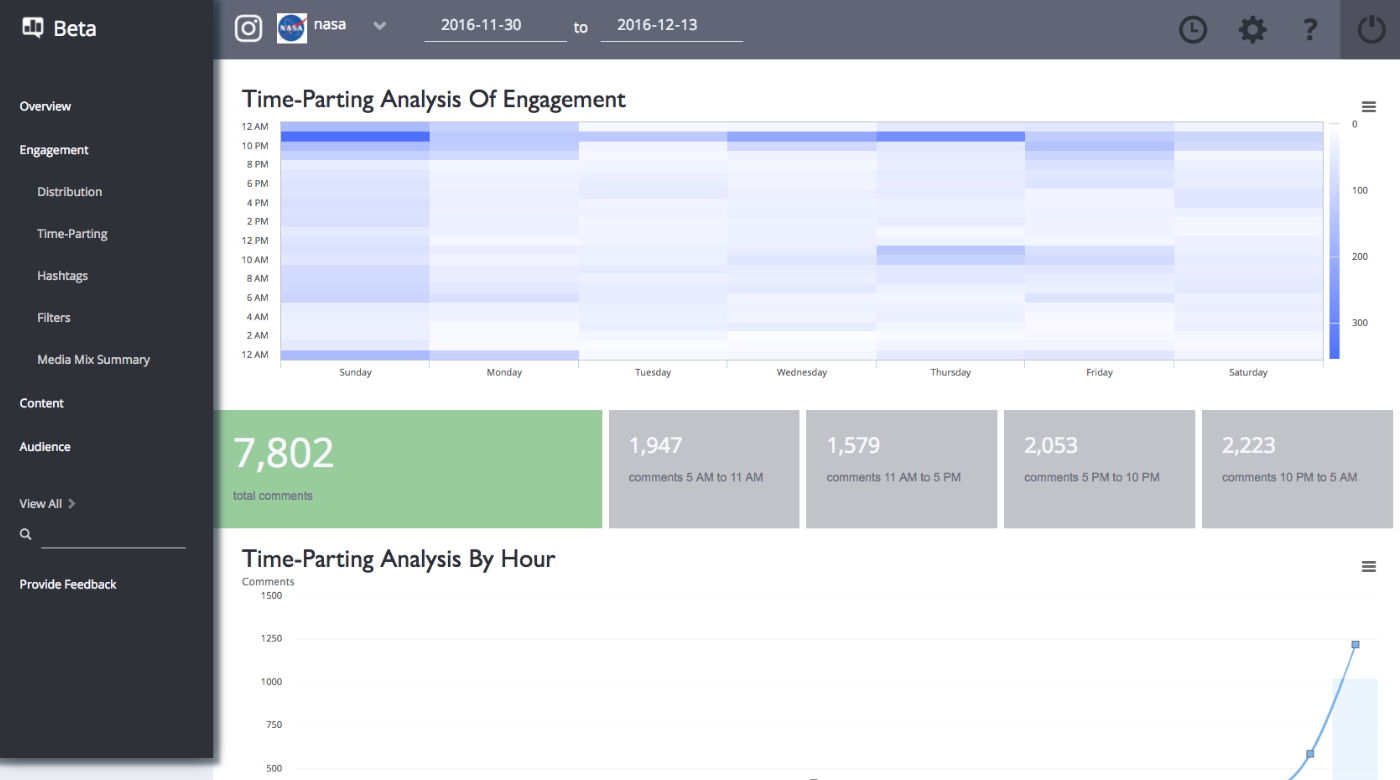 Beta
Overview
Engagement
Distribution
Time-Parting
Hashtags
Filters
Media Mix Summary
Content
Audience
View All
Provide Feedback
NASA nasa 2016-11-30 to 2016-12-13 ?
Time-Parting Analysis Of Engagement
12 AM
10 PM
8 PM
6 PM
4 PM
2 PM
12 PM
10 AM
8 AM
6 AM
4 AM
2 AM
12 AM
Sunday Monday Tuesday Wednesday Thursday Friday Saturday
0
100
200
300
7,802
total comments
1,947
comments 5 AM to 11 AM
1,579
comments 11 AM to 5 PM
2,053
comments 5 PM to 10 PM
2,223
comments 10 PM to 5 AM
Time-Parting Analysis By Hour
Comments
1500
1250
1000
750
500